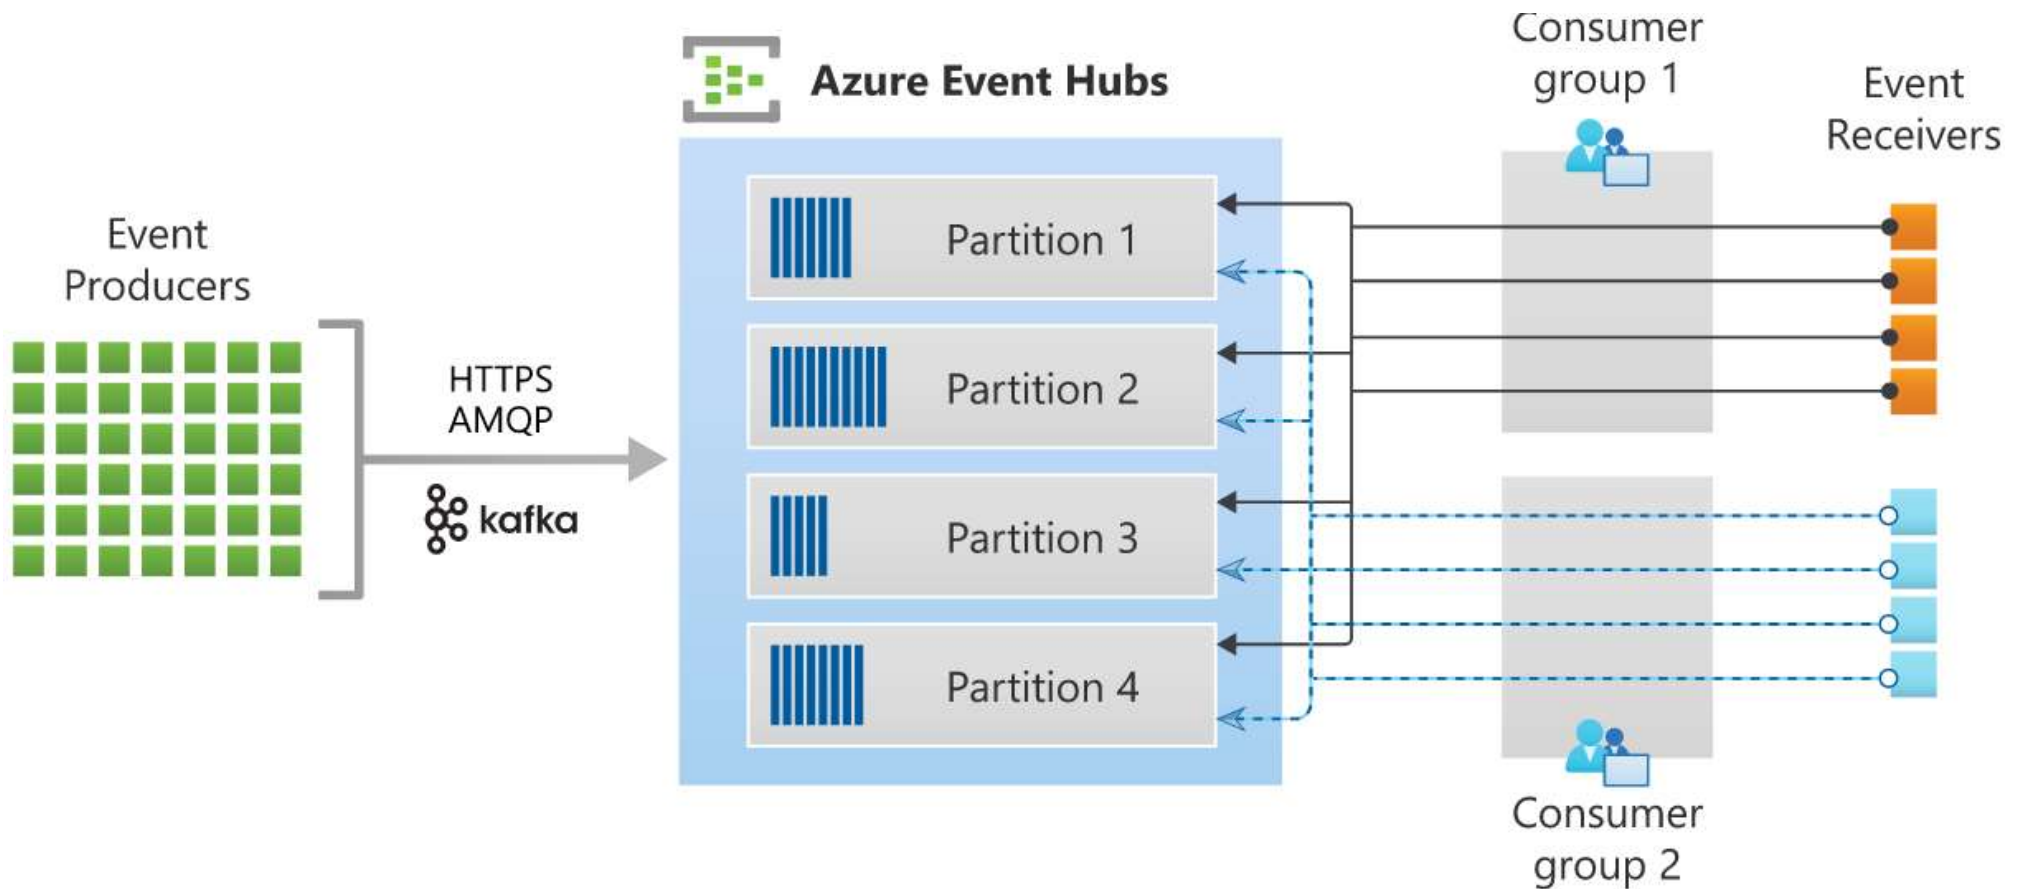 Event
Producers
HTTPS
AMQP
kafka
Azure Event Hubs
Partition 1
Partition 2
Partition 3
Partition 4
Consumer
group 1
Event
Receivers
Consumer
group 2